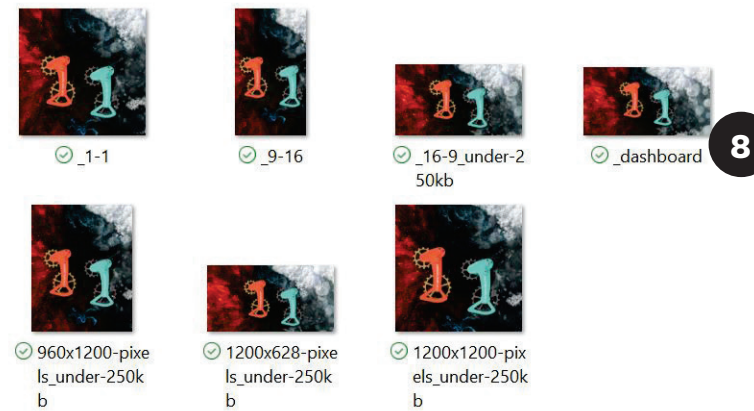 _1-1
_9-16
_16-9_under-2
50kb
_dashboard
8
960x1200-pixe
ls_under-250k
b
1200x628-pixe
ls_under-250k
b
1200x1200-pix
els_under-250k
b